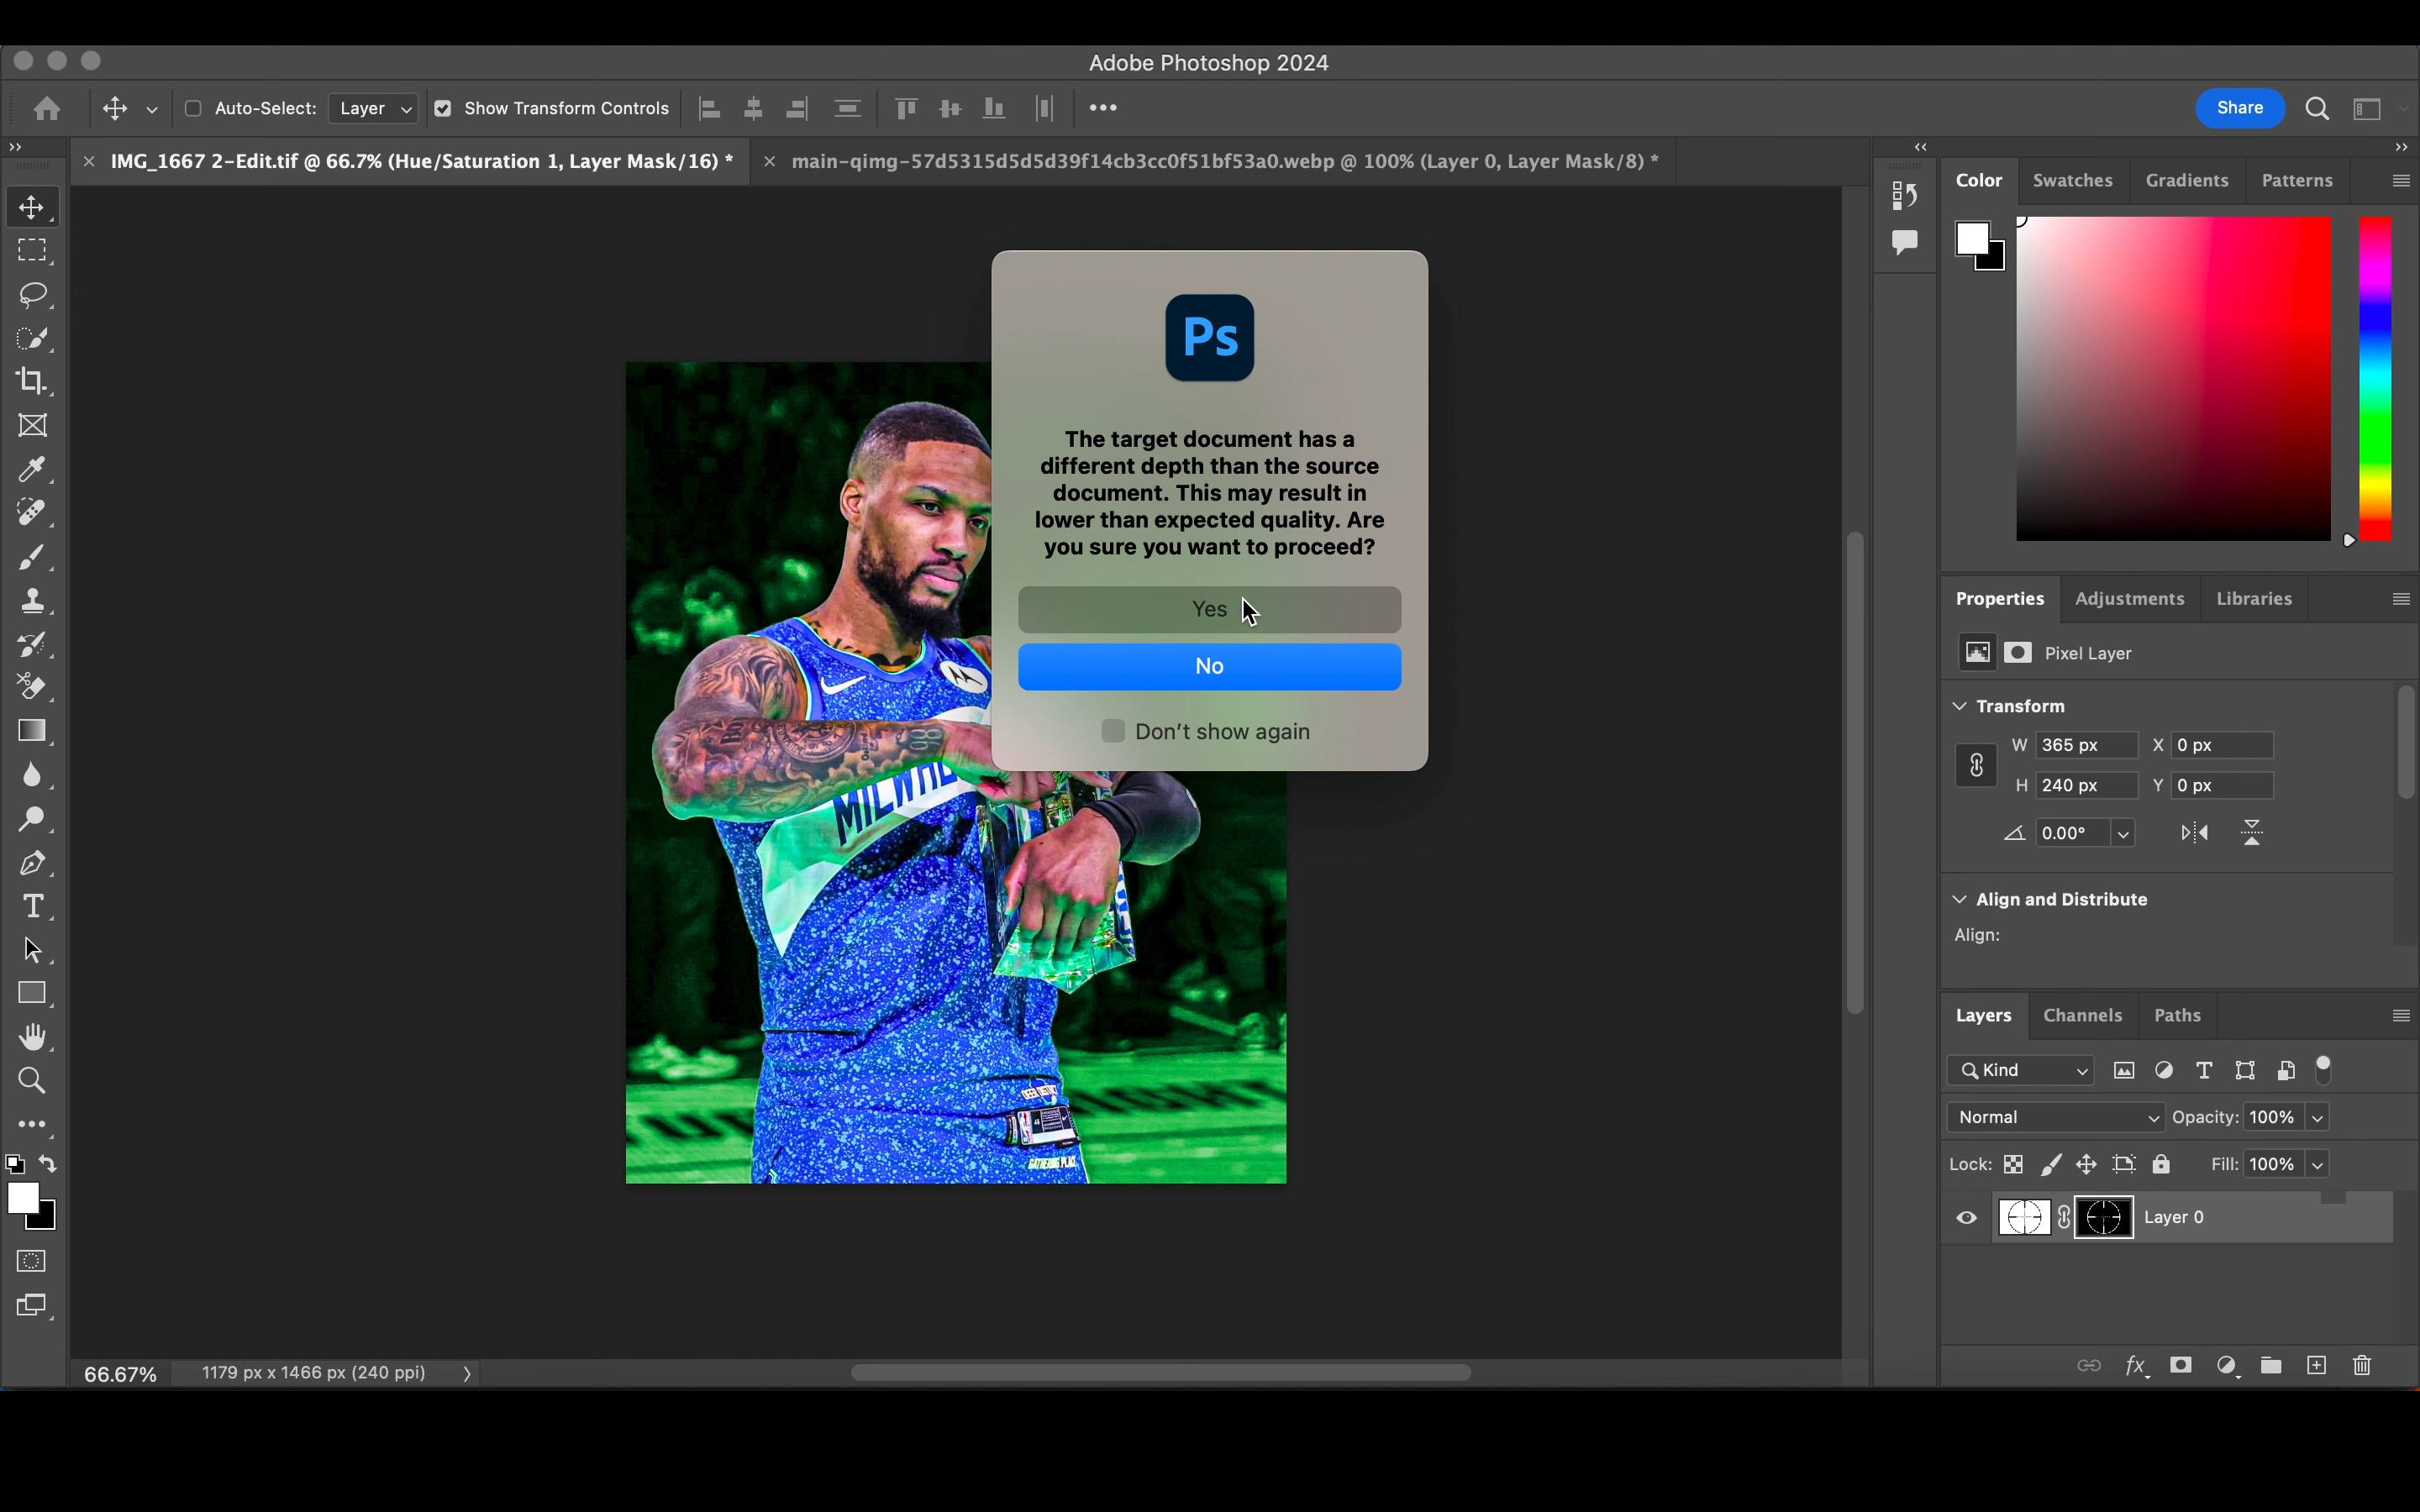 Adobe Photoshop 2024
Auto-Select: Layer Show Transform Controls
Share
IMG_1667 2-Edit.tif @ 66.7% (Hue/Saturation 1, Layer Mask/16) *
main-qimg-57d5315d5d5d39f14cb3cc0f51bf53a0.webp @ 100% (Layer 0, Layer Mask/8) *
Color Swatches Gradients Patterns
Ps
The target document has a
different depth than the source
document. This may result in
lower than expected quality. Are
you sure you want to proceed?
Yes
No
Don't show again
MILWA
GATHERING PLACE
Properties Adjustments Libraries
Pixel Layer
Transform
W 365 px X 0 px
H 240 px Y 0 px
0.00°
Align and Distribute
Align:
Layers Channels Paths
Kind
Normal Opacity: 100%
Lock: Fill: 100%
Layer 0
fx
66.67% 1179 px x 1466 px (240 ppi)